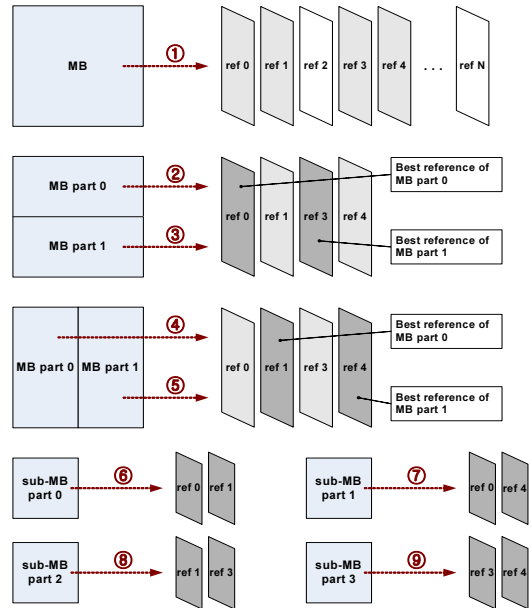 MB
①
ref 0 ref 1 ref 2 ref 3 ref 4 . . . ref N
MB part 0
②
MB part 1
③
ref 0 ref 1 ref 3 ref 4
Best reference of
MB part 0
Best reference of
MB part 1
MB part 0 MB part 1
④
⑤
ref 0 ref 1 ref 3 ref 4
Best reference of
MB part 0
Best reference of
MB part 1
sub-MB
part 0
⑥
ref 0 ref 1
sub-MB
part 1
⑦
ref 0 ref 4
sub-MB
part 2
⑧
ref 1 ref 3
sub-MB
part 3
⑨
ref 3 ref 4